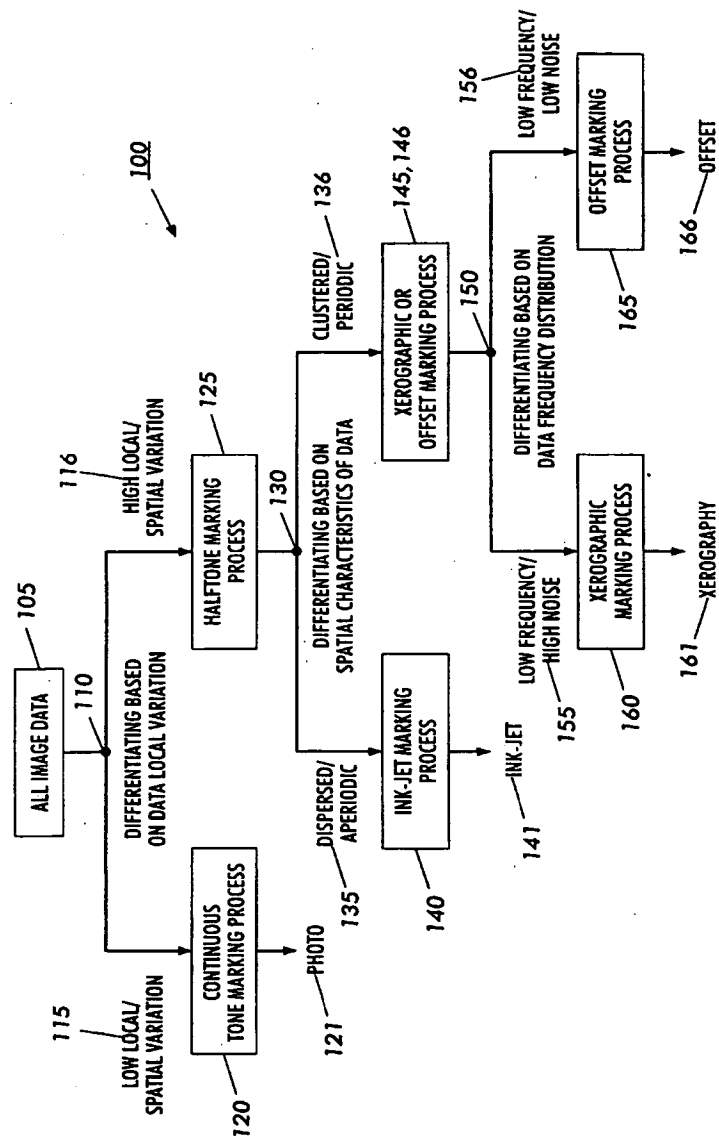 100
105
ALL IMAGE DATA
110
DIFFERENTIATING BASED
ON DATA LOCAL VARIATION
115
LOW LOCAL/
SPATIAL VARIATION
116
HIGH LOCAL/
SPATIAL VARIATION
CONTINUOUS
TONE MARKING PROCESS
120
PHOTO
121
HALFTONE MARKING
PROCESS
125
130
DIFFERENTIATING BASED ON
SPATIAL CHARACTERISTICS OF DATA
DISPERSED/
APERIODIC
135
CLUSTERED/
PERIODIC
136
INK-JET MARKING
PROCESS
140
INK-JET
141
XEROGRAPHIC OR
OFFSET MARKING PROCESS
145, 146
150
DIFFERENTIATING BASED ON
DATA FREQUENCY DISTRIBUTION
LOW FREQUENCY/
HIGH NOISE
155
156
LOW FREQUENCY/
LOW NOISE
XEROGRAPHIC
MARKING PROCESS
160
161
XEROGRAPHY
OFFSET MARKING
PROCESS
165
166
OFFSET